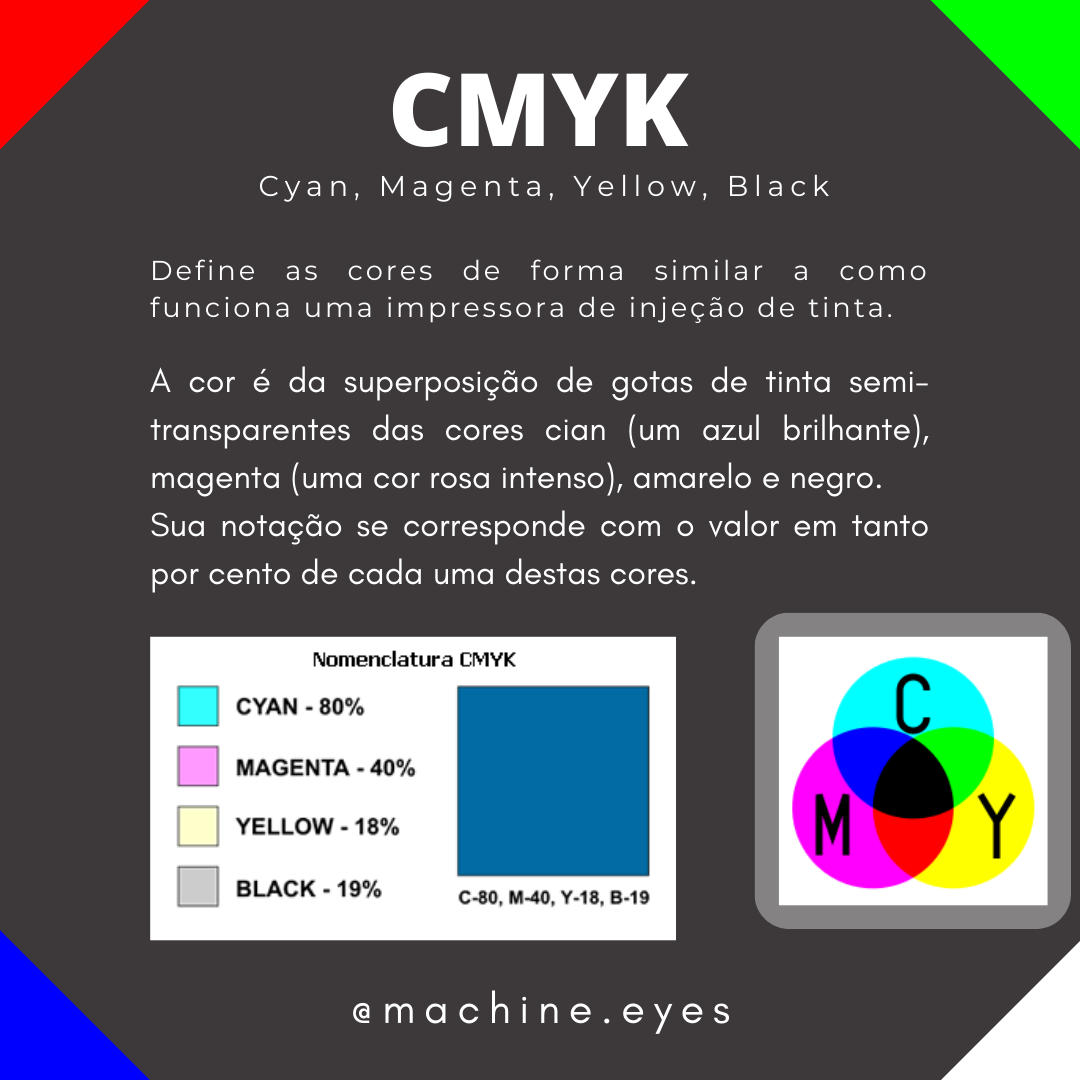 CMYK
Cyan, Magenta, Yellow, Black
Define as cores de forma similar a como
funciona uma impressora de injeção de tinta.
A cor é da superposição de gotas de tinta semi-
transparentes das cores cian (um azul brilhante),
magenta (uma cor rosa intenso), amarelo e negro.
Sua notação se corresponde com o valor em tanto
por cento de cada uma destas cores.
Nomenclatura CMYK
CYAN - 80%
MAGENTA - 40%
YELLOW - 18%
BLACK - 19%
C-80, M-40, Y-18, B-19
C
M
Y
@machine.eyes